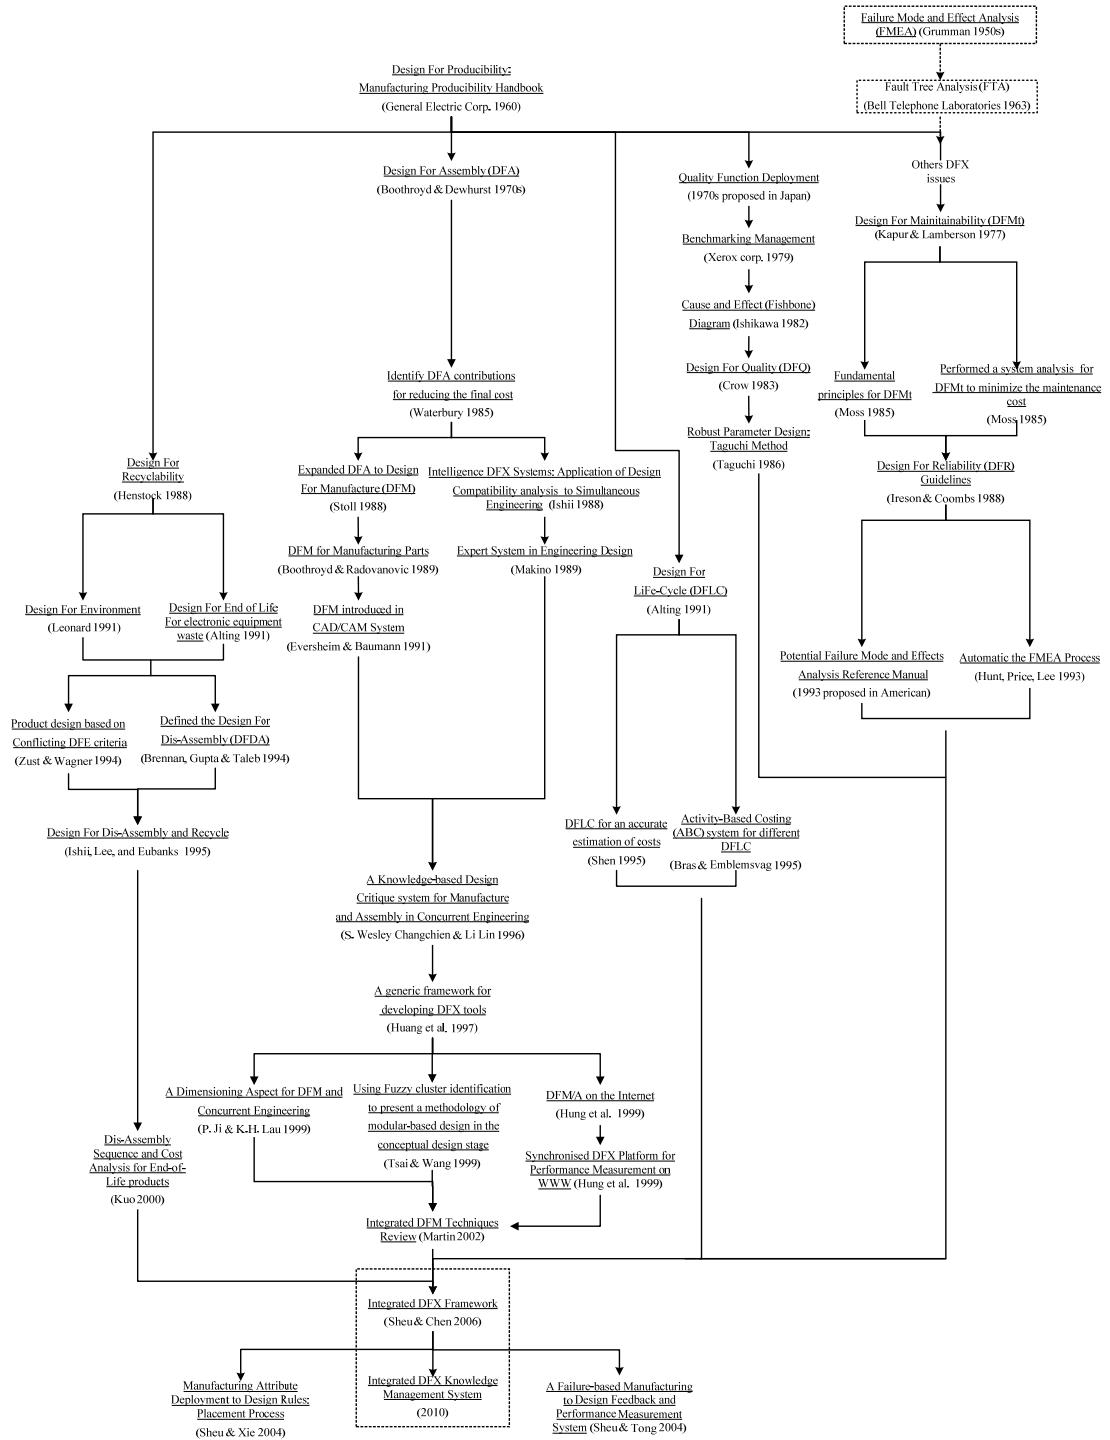 Failure Mode and Effect Analysis
(FMEA) (Grumman 1950s)
Fault Tree Analysis (FTA)
(Bell Telephone Laboratories 1963)
Design For Producibility:
Manufacturing Producibility Handbook
(General Electric Corp. 1960)
Design For Assembly (DFA)
(Boothroyd & Dewhurst 1970s)
Quality Function Deployment
(1970s proposed in Japan)
Others DFX
issues
Design For Mainitainability (DFMt)
(Kapur & Lamberson 1977)
Benchmarking Management
(Xerox corp. 1979)
Cause and Effect (Fishbone)
Diagram (Ishikawa 1982)
Design For Quality (DFQ)
(Crow 1983)
Robust Parameter Design:
Taguchi Method
(Taguchi 1986)
Identify DFA contributions
for reducing the final cost
(Waterbury 1985)
Fundamental
principles for DFMt
(Moss 1985)
Performed a system analysis for
DFMt to minimize the maintenance
cost
(Moss 1985)
Design For
Recyclability
(Henstock 1988)
Expanded DFA to Design
For Manufacture (DFM)
(Stoll 1988)
Intelligence DFX Systems: Application of Design
Compatibility analysis to Simultaneous
Engineering (Ishii 1988)
Design For Reliability (DFR)
Guidelines
(Ireson & Coombs 1988)
DFM for Manufacturing Parts
(Boothroyd & Radovanovic 1989)
Expert System in Engineering Design
(Makino 1989)
Design For
LiFe-Cycle (DFLC)
(Alting 1991)
Design For Environment
(Leonard 1991)
Design For End of Life
For electronic equipment
waste (Alting 1991)
DFM introduced in
CAD/CAM System
(Eversheim & Baumann 1991)
Potential Failure Mode and Effects
Analysis Reference Manual
(1993 proposed in American)
Automatic the FMEA Process
(Hunt, Price, Lee 1993)
Product design based on
Conflicting DFE criteria
(Zust & Wagner 1994)
Defined the Design For
Dis-Assembly (DFDA)
(Brennan, Gupta & Taleb 1994)
Design For Dis-Assembly and Recycle
(Ishii, Lee, and Eubanks 1995)
DFLC for an accurate
estimation of costs
(Shen 1995)
Activity-Based Costing
(ABC) system for different
DFLC
(Bras & Emblemsvag 1995)
A Knowledge-based Design
Critique system for Manufacture
and Assembly in Concurrent Engineering
(S. Wesley Changchien & Li Lin 1996)
A generic framework for
developing DFX tools
(Huang et al. 1997)
A Dimensioning Aspect for DFM and
Concurrent Engineering
(P. Ji & K.H. Lau 1999)
Using Fuzzy cluster identification
to present a methodology of
modular-based design in the
conceptual design stage
(Tsai & Wang 1999)
DFM/A on the Internet
(Hung et al. 1999)
Synchronised DFX Platform for
Performance Measurement on
WWW (Hung et al. 1999)
Dis-Assembly
Sequence and Cost
Analysis for End-of-
Life products
(Kuo 2000)
Integrated DFM Techniques
Review (Martin 2002)
Integrated DFX Framework
(Sheu & Chen 2006)
Manufacturing Attribute
Deployment to Design Rules:
Placement Process
(Sheu & Xie 2004)
Integrated DFX Knowledge
Management System
(2010)
A Failure-based Manufacturing
to Design Feedback and
Performance Measurement
System (Sheu & Tong 2004)